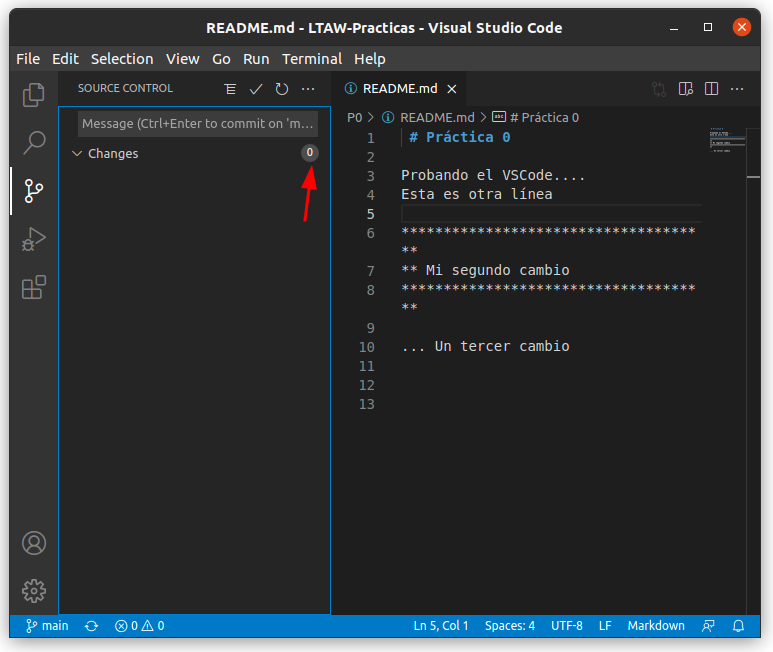 README.md - LTAW-Practicas - Visual Studio Code
File Edit Selection View Go Run Terminal Help
SOURCE CONTROL
Message (Ctrl+Enter to commit on 'm...
Changes 0
README.md
P0 > README.md > # Práctica 0
1 # Práctica 0
2
3 Probando el VSCode....
4 Esta es otra línea
5
6 ***********************************
**
7 ** Mi segundo cambio
8 ***********************************
**
9
10 ... Un tercer cambio
11
12
13
main 0 0 Ln 5, Col 1 Spaces: 4 UTF-8 LF Markdown